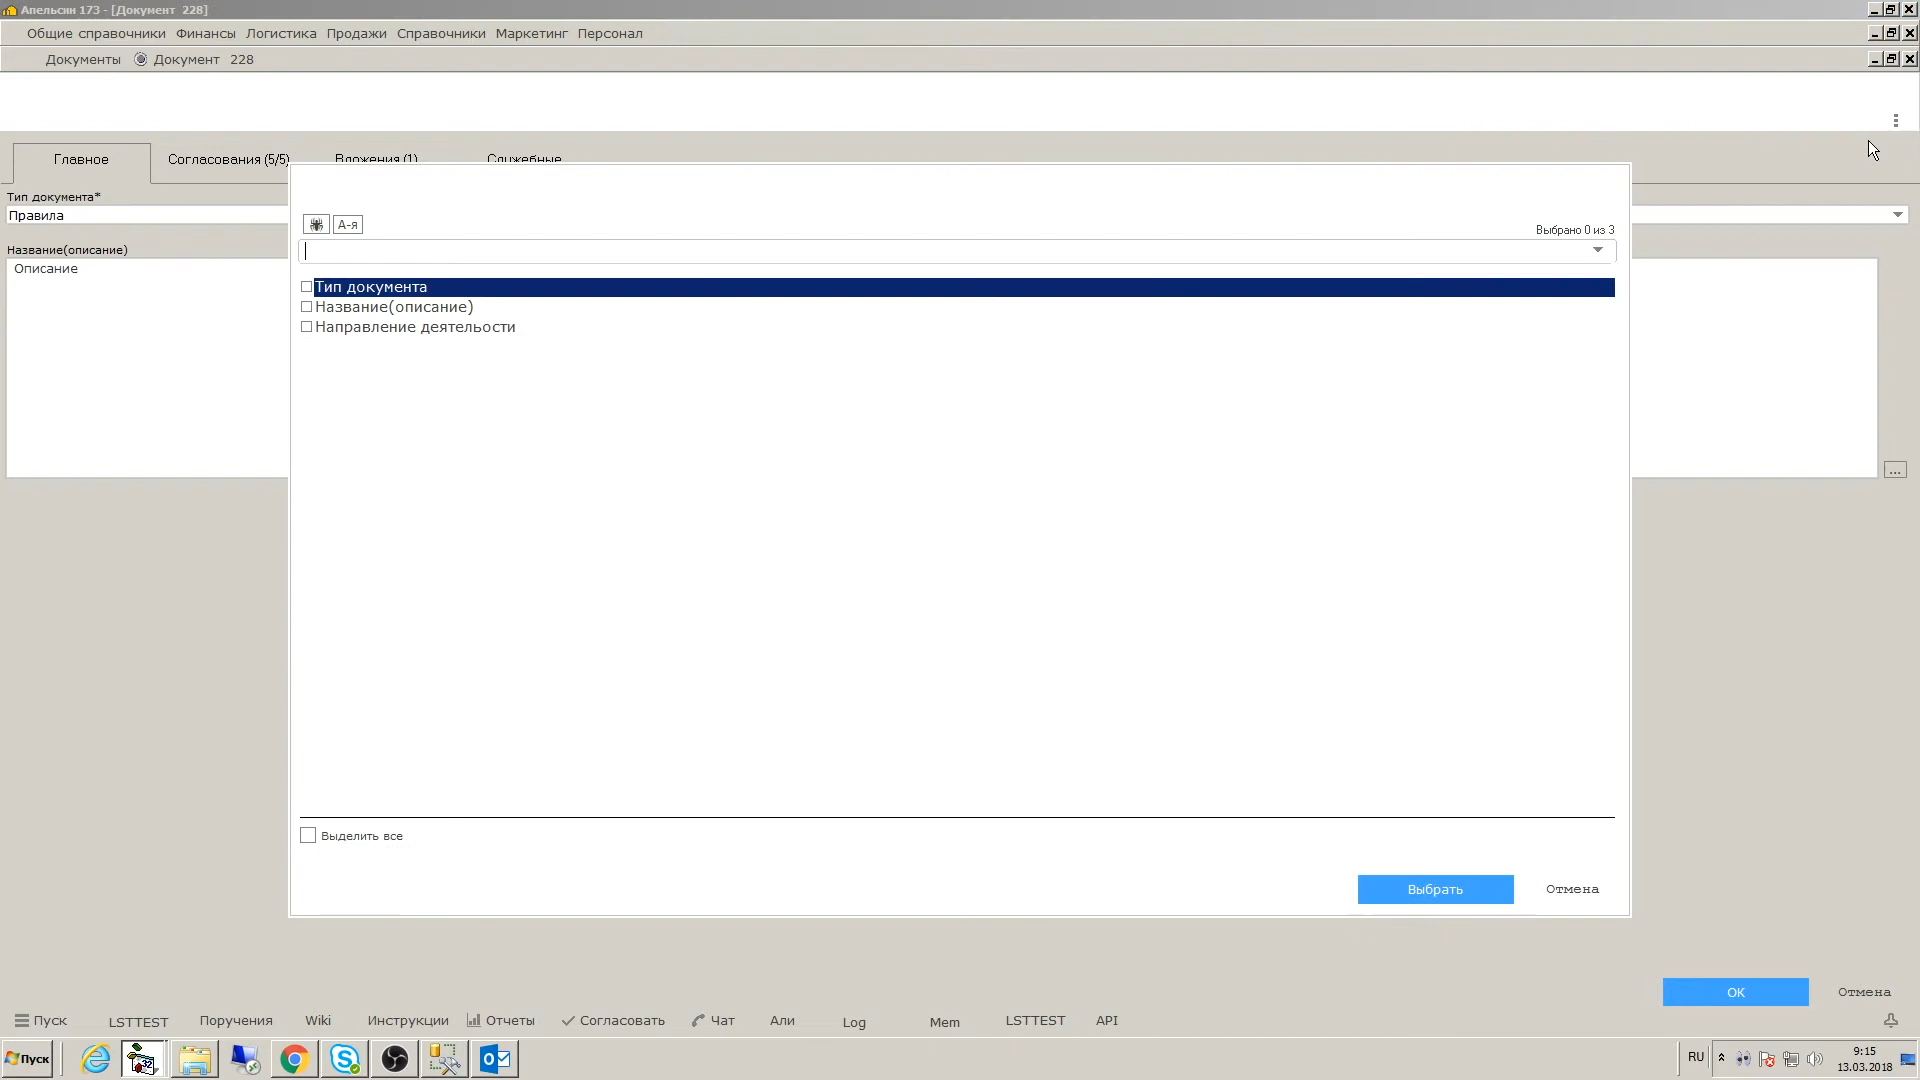 Апельсин 173 - [Документ 228]
Общие справочники Финансы Логистика Продажи Справочники Маркетинг Персонал
Документы Документ 228
Главное Согласования (5/5) Вложения (1) Служебные
Тип документа*
Правила
А-я
Выбрано 0 из 3
Название(описание)
Описание
Тип документа
Название(описание)
Направление деятельости
...
Выделить все
Выбрать Отмена
OK Отмена
Пуск LSTTEST Поручения Wiki Инструкции Отчеты Согласовать Чат Али Log Mem LSTTEST API
Пуск
32
RU
9:15
13.03.2018